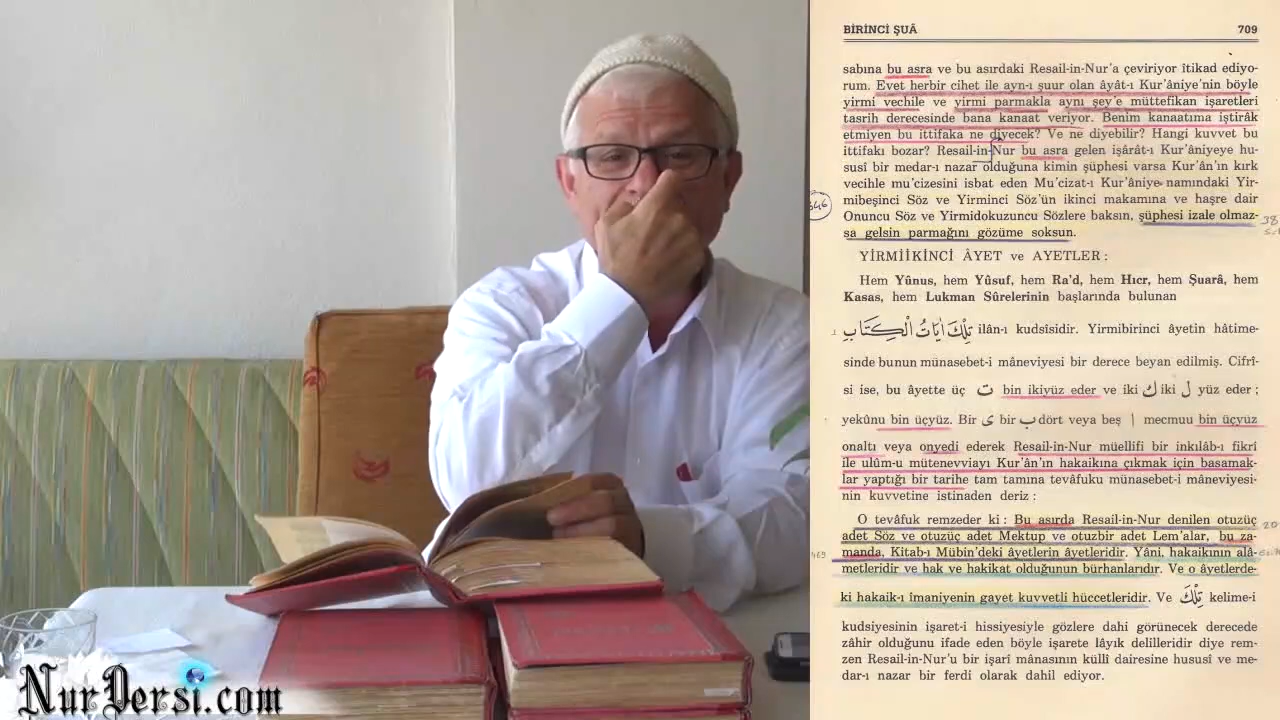 BİRİNCİ ŞUÂ 709
sabına bu asra ve bu asırdaki Resail-in-Nur'a çeviriyor îtikad ediyo-
rum. Evet herbir cihet ile ayn-ı şuur olan âyât-ı Kur'âniye'nin böyle
yirmi vechile ve yirmi parmakla aynı şey'e müttefikan işaretleri
tasrih derecesinde bana kanaat veriyor. Benim kanaatıma iştirâk
etmiyen bu ittifaka ne diyecek? Ve ne diyebilir? Hangi kuvvet bu
ittifakı bozar? Resail-in-Nur bu asra gelen işârât-ı Kur'âniyeye hu-
susî bir medar-ı nazar olduğuna kimin şüphesi varsa Kur'ân'ın kırk
vecihle mu'cizesini isbat eden Mu'cizat-ı Kur'âniye namındaki Yir-
mibeşinci Söz ve Yirminci Söz'ün ikinci makamına ve haşre dair
Onuncu Söz ve Yirmidokuzuncu Sözlere baksın, şüphesi izale olmaz-
sa gelsin parmağını gözüme soksun.
YİRMİİKİNCİ ÂYET ve AYETLER :
Hem Yûnus, hem Yûsuf, hem Ra'd, hem Hıcr, hem Şuarâ, hem
Kasas, hem Lukman Sûrelerinin başlarında bulunan
تِلْكَ اٰيَاتُ الْكِتَابِ ilân-ı kudsîsidir. Yirmibirinci âyetin hâtime-
sinde bunun münasebet-i mâneviyesi bir derece beyan edilmiş. Cifrî-
si ise, bu âyette üç ت bin ikiyüz eder ve iki ك iki ل yüz eder ;
yekûnu bin üçyüz. Bir ى bir ب dört veya beş ا mecmuu bin üçyüz
onaltı veya onyedi ederek Resail-in-Nur müellifi bir inkılâb-ı fikrî
ile ulûm-u mütenevviayı Kur'ân'ın hakaikına çıkmak için basamak-
lar yaptığı bir tarihe tam tamına tevâfuku münasebet-i mâneviyesi-
nin kuvvetine istinaden deriz :
O tevâfuk remzeder ki : Bu asırda Resail-in-Nur denilen otuzüç
adet Söz ve otuzüç adet Mektup ve otuzbir adet Lem'alar, bu za-
manda, Kitab-ı Mübin'deki âyetlerin âyetleridir. Yâni, hakaikının alâ-
metleridir ve hak ve hakikat olduğunun bürhanlarıdır. Ve o âyetlerde-
ki hakaik-ı imaniyenin gayet kuvvetli hüccetleridir. Ve تِلْكَ kelime-i
kudsiyesinin işaret-i hissiyesiyle gözlere dahi görünecek derecede
zâhir olduğunu ifade eden böyle işarete lâyık delilleridir diye rem-
zen Resail-in-Nur'u bir işarî mânasının külli dairesine hususî ve me-
dar-ı nazar bir ferdi olarak dahil ediyor.
NurDersi.com